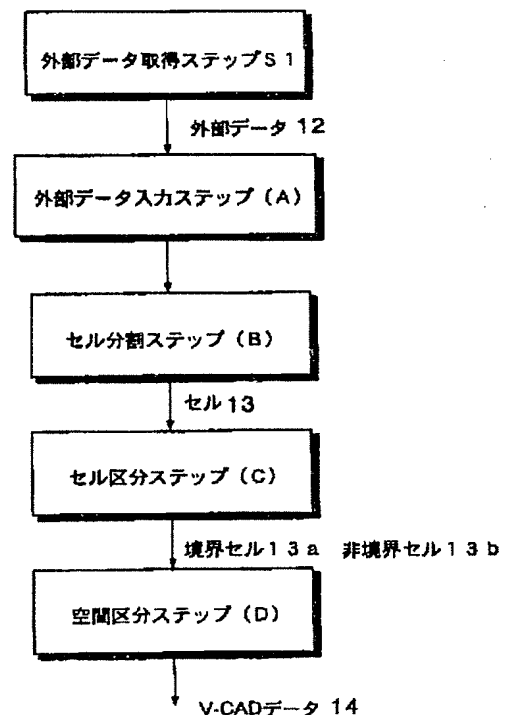 外部データ取得ステップS1
外部データ 12
外部データ入力ステップ(A)
セル分割ステップ(B)
セル 13
セル区分ステップ(C)
境界セル13a 非境界セル13b
空間区分ステップ(D)
V-CADデータ 14